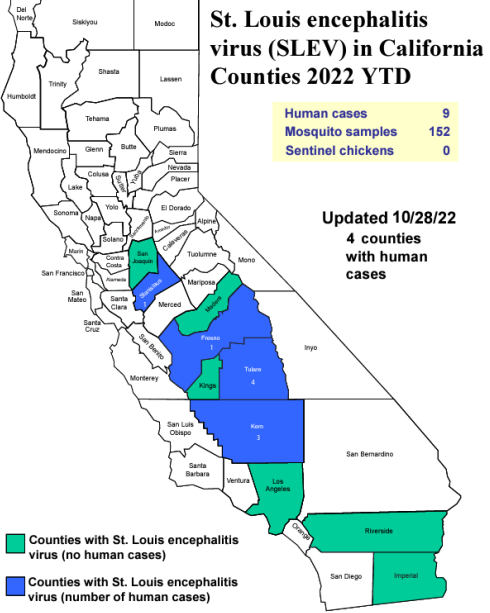 St. Louis encephalitis
virus (SLEV) in California
Counties 2022 YTD
Human cases 9
Mosquito samples 152
Sentinel chickens 0
Updated 10/28/22
4 counties
with human
cases
Del
Norte
Siskiyou
Modoc
Humboldt
Trinity
Shasta
Lassen
Tehama
Plumas
Mendocino
Glenn
Butte
Sierra
Nevada
Placer
Colusa
Sutter
Yuba
Lake
Sonoma
Napa
Yolo
El Dorado
Sacramento
Amador
Alpine
Solano
Calaveras
Marin
Contra
Costa
San
Joaquin
Tuolumne
Mono
San Francisco
Alameda
Stanislaus
1
Mariposa
San
Mateo
Santa
Clara
Merced
Madera
Santa
Cruz
San Benito
Fresno
1
Inyo
Monterey
Kings
Tulare
4
San Luis
Obispo
Kern
3
San Bernardino
Santa
Barbara
Ventura
Los
Angeles
Orange
Riverside
San Diego
Imperial
Counties with St. Louis encephalitis
virus (no human cases)
Counties with St. Louis encephalitis
virus (number of human cases)